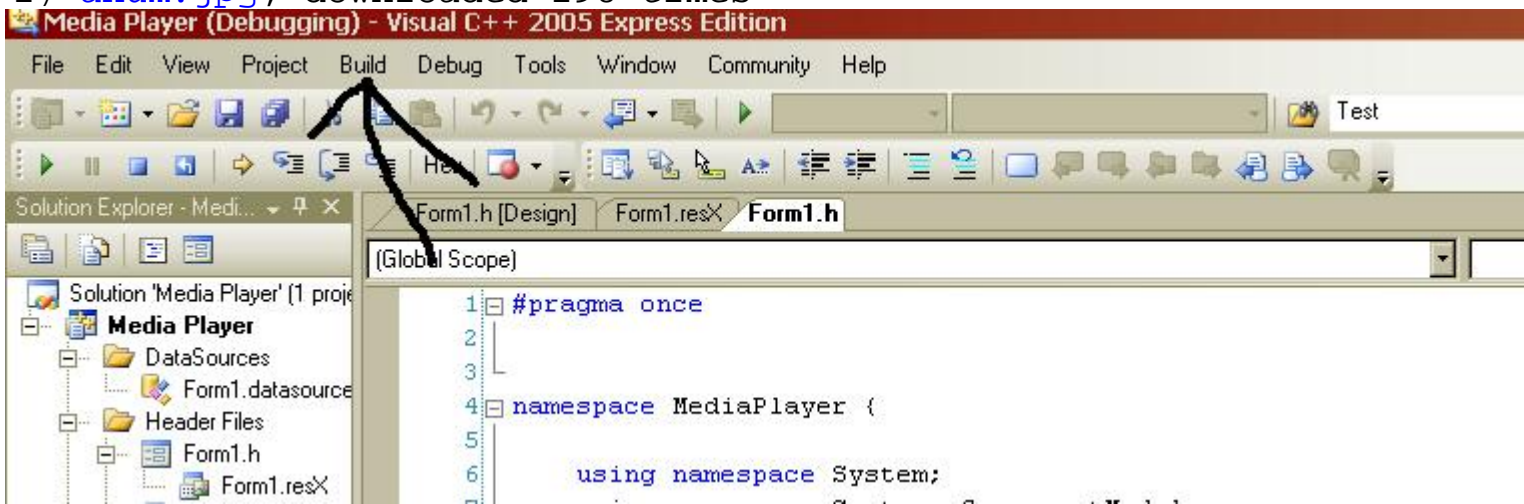 Media Player (Debugging) - Visual C++ 2005 Express Edition
File Edit View Project Build Debug Tools Window Community Help
Test
Hex
Solution Explorer - Medi...
Form1.h [Design] Form1.resX Form1.h
(Global Scope)
Solution 'Media Player' (1 proje
Media Player
DataSources
Form1.datasource
Header Files
Form1.h
Form1.resX
1 #pragma once
2
3
4 namespace MediaPlayer {
5
6 using namespace System;